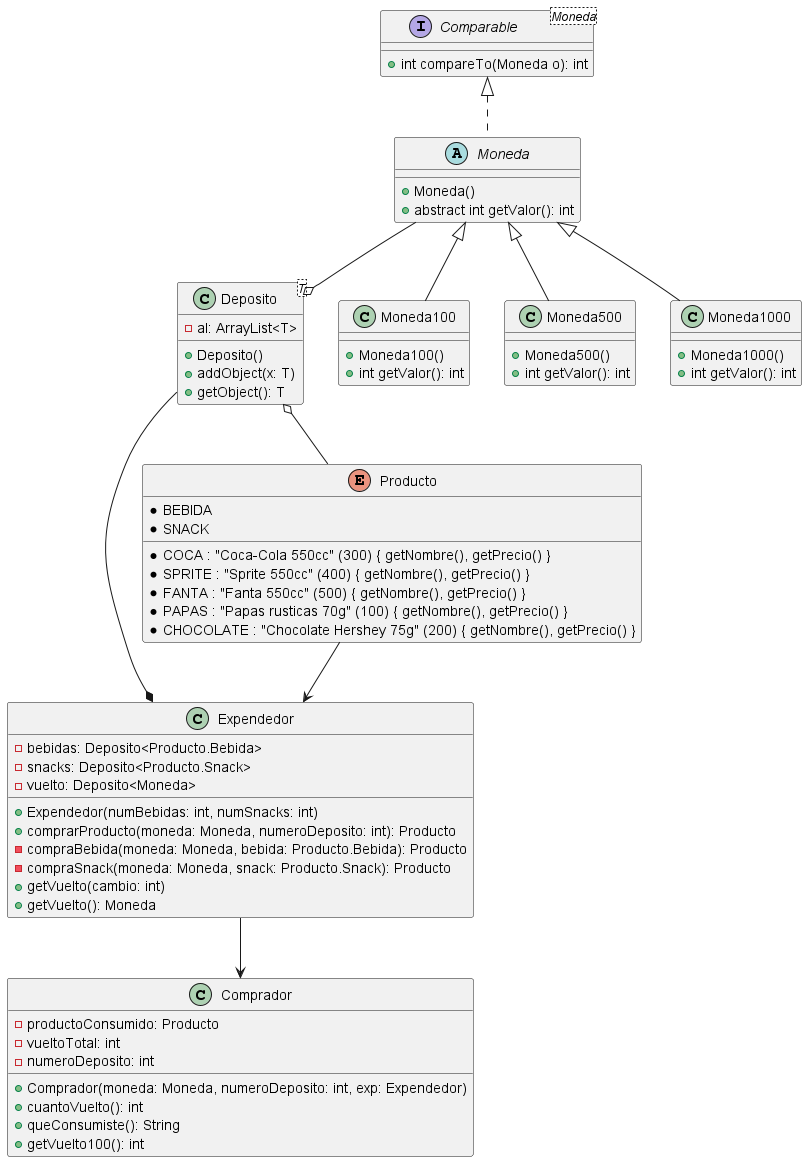 I Comparable Moneda
int compareTo(Moneda o): int
A Moneda
Moneda()
abstract int getValor(): int
C Deposito T
al: ArrayList<T>
Deposito()
addObject(x: T)
getObject(): T
C Moneda100
Moneda100()
int getValor(): int
C Moneda500
Moneda500()
int getValor(): int
C Moneda1000
Moneda1000()
int getValor(): int
E Producto
BEBIDA
SNACK
COCA : "Coca-Cola 550cc" (300) { getNombre(), getPrecio() }
SPRITE : "Sprite 550cc" (400) { getNombre(), getPrecio() }
FANTA : "Fanta 550cc" (500) { getNombre(), getPrecio() }
PAPAS : "Papas rusticas 70g" (100) { getNombre(), getPrecio() }
CHOCOLATE : "Chocolate Hershey 75g" (200) { getNombre(), getPrecio() }
C Expendedor
bebidas: Deposito<Producto.Bebida>
snacks: Deposito<Producto.Snack>
vuelto: Deposito<Moneda>
Expendedor(numBebidas: int, numSnacks: int)
comprarProducto(moneda: Moneda, numeroDeposito: int): Producto
compraBebida(moneda: Moneda, bebida: Producto.Bebida): Producto
compraSnack(moneda: Moneda, snack: Producto.Snack): Producto
getVuelto(cambio: int)
getVuelto(): Moneda
C Comprador
productoConsumido: Producto
vueltoTotal: int
numeroDeposito: int
Comprador(moneda: Moneda, numeroDeposito: int, exp: Expendedor)
cuantoVuelto(): int
queConsumiste(): String
getVuelto100(): int